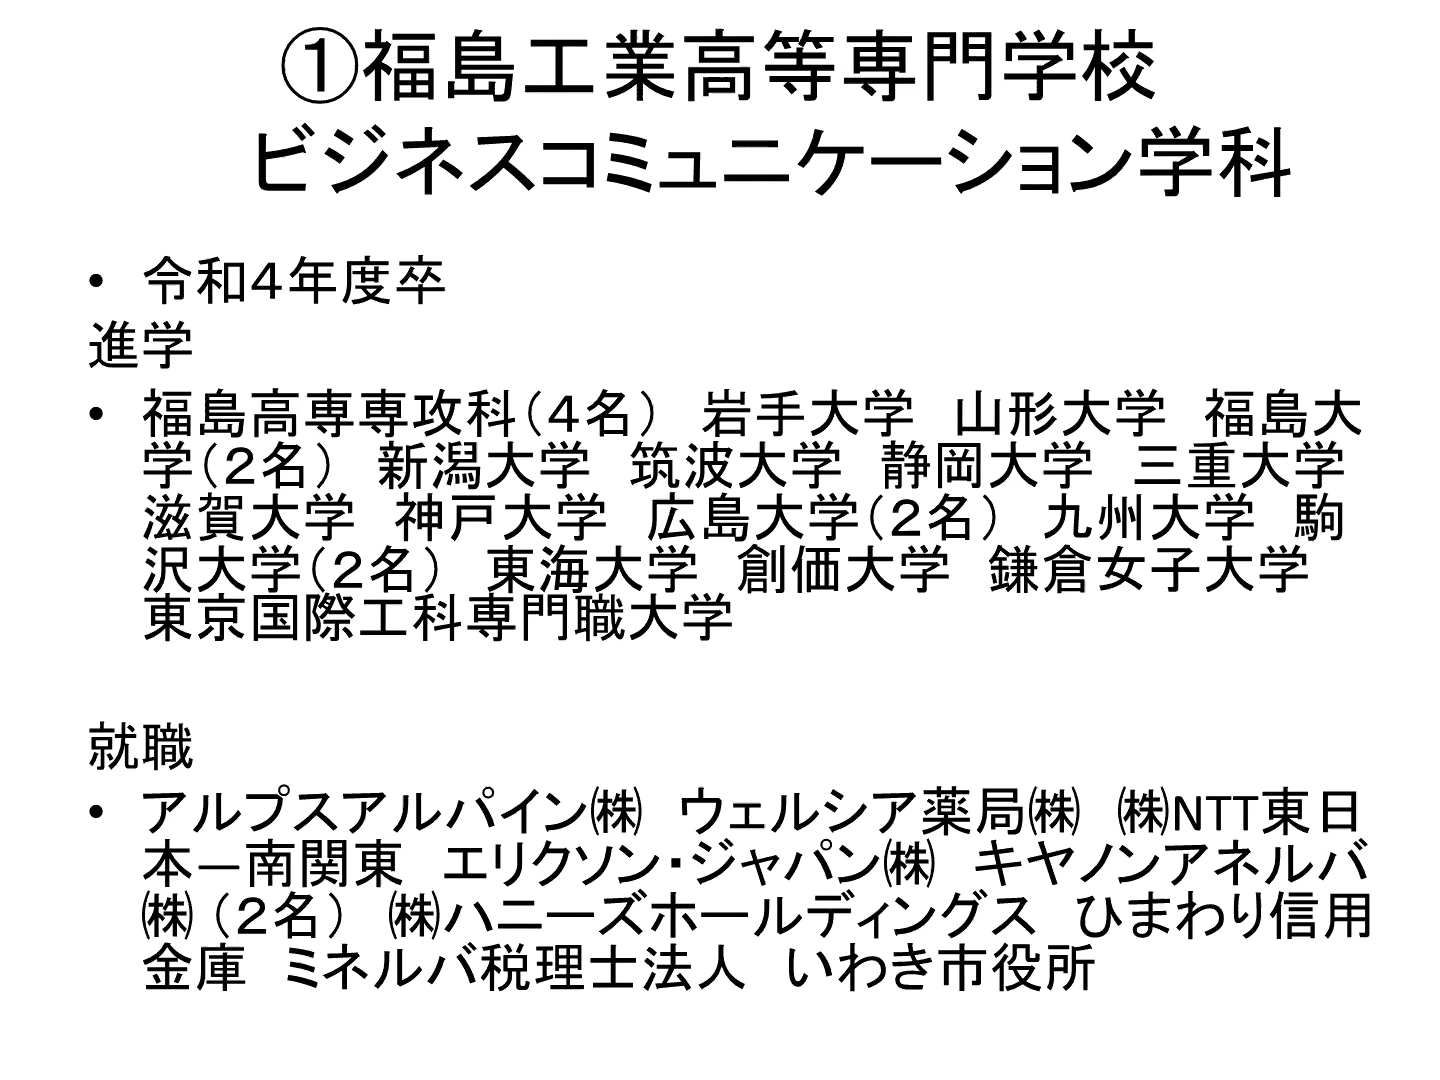 ①福島工業高等専門学校
ビジネスコミュニケーション学科
• 令和４年度卒
進学
• 福島高専専攻科（４名）　岩手大学　山形大学　福島大
学（２名）　新潟大学　筑波大学　静岡大学　三重大学
滋賀大学　神戸大学　広島大学（２名）　九州大学　駒
沢大学（２名）　東海大学　創価大学　鎌倉女子大学
東京国際工科専門職大学
就職
• アルプスアルパイン㈱　ウェルシア薬局㈱　㈱NTT東日
本―南関東　エリクソン・ジャパン㈱　キヤノンアネルバ
㈱（２名）　㈱ハニーズホールディングス　ひまわり信用
金庫　ミネルバ税理士法人　いわき市役所